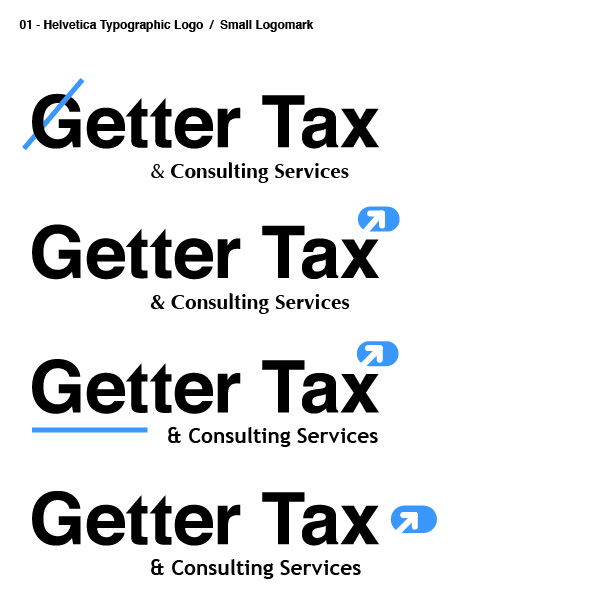 01 - Helvetica Typographic Logo / Small Logomark
Getter Tax
& Consulting Services
Getter Tax
& Consulting Services
Getter Tax
& Consulting Services
Getter Tax
& Consulting Services